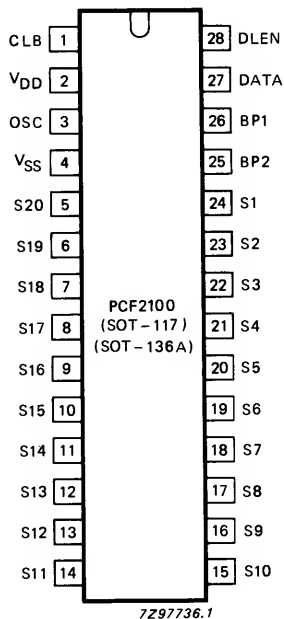 CLB 1 28 DLEN
VDD 2 27 DATA
OSC 3 26 BP1
VSS 4 25 BP2
S20 5 24 S1
S19 6 23 S2
S18 7 22 S3
PCF2100
(SOT-117)
(SOT-136A)
S17 8 21 S4
S16 9 20 S5
S15 10 19 S6
S14 11 18 S7
S13 12 17 S8
S12 13 16 S9
S11 14 15 S10
7Z97736.1